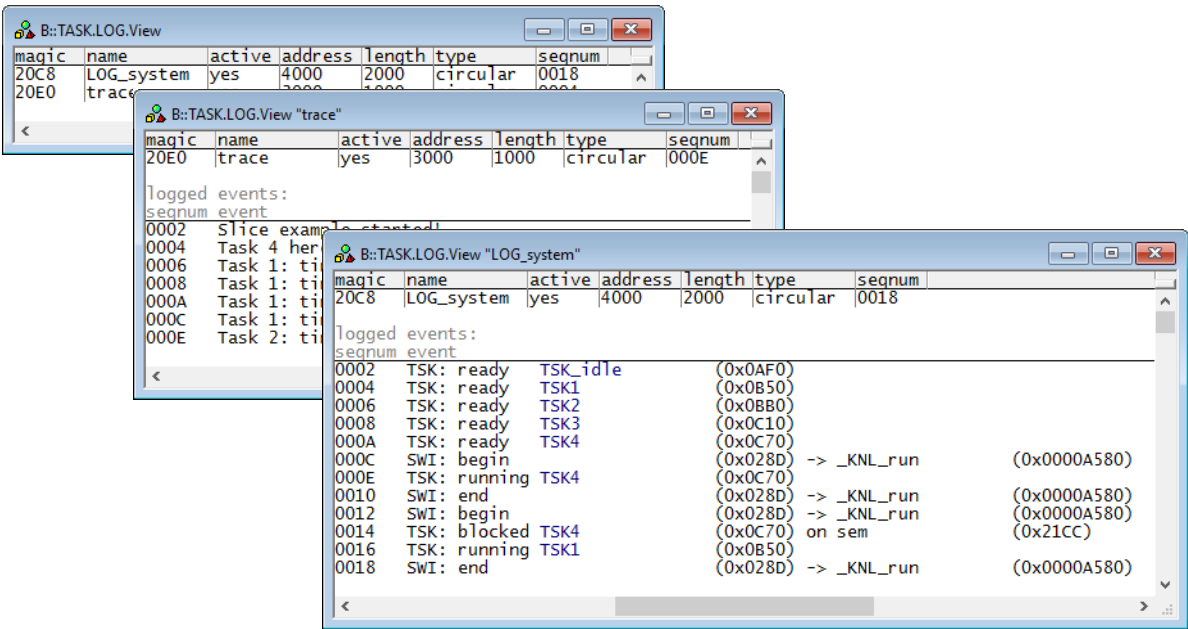 B::TASK.LOG.View
magic name active address length type seqnum
20C8 LOG_system yes 4000 2000 circular 0018
20E0 trace
B::TASK.LOG.View "trace"
magic name active address length type seqnum
20E0 trace yes 3000 1000 circular 000E
logged events:
seqnum event
0002 Slice example started!
0004 Task 4 here
0006 Task 1:
0008 Task 1:
000A Task 1:
000C Task 1:
000E Task 2:
B::TASK.LOG.View "LOG_system"
magic name active address length type seqnum
20C8 LOG_system yes 4000 2000 circular 0018
logged events:
seqnum event
0002 TSK: ready TSK_idle (0x0AF0)
0004 TSK: ready TSK1 (0x0B50)
0006 TSK: ready TSK2 (0x0BB0)
0008 TSK: ready TSK3 (0x0C10)
000A TSK: ready TSK4 (0x0C70)
000C SWI: begin (0x028D) -> _KNL_run (0x0000A580)
000E TSK: running TSK4 (0x0C70)
0010 SWI: end (0x028D) -> _KNL_run (0x0000A580)
0012 SWI: begin (0x028D) -> _KNL_run (0x0000A580)
0014 TSK: blocked TSK4 (0x0C70) on sem (0x21CC)
0016 TSK: running TSK1 (0x0B50)
0018 SWI: end (0x028D) -> _KNL_run (0x0000A580)